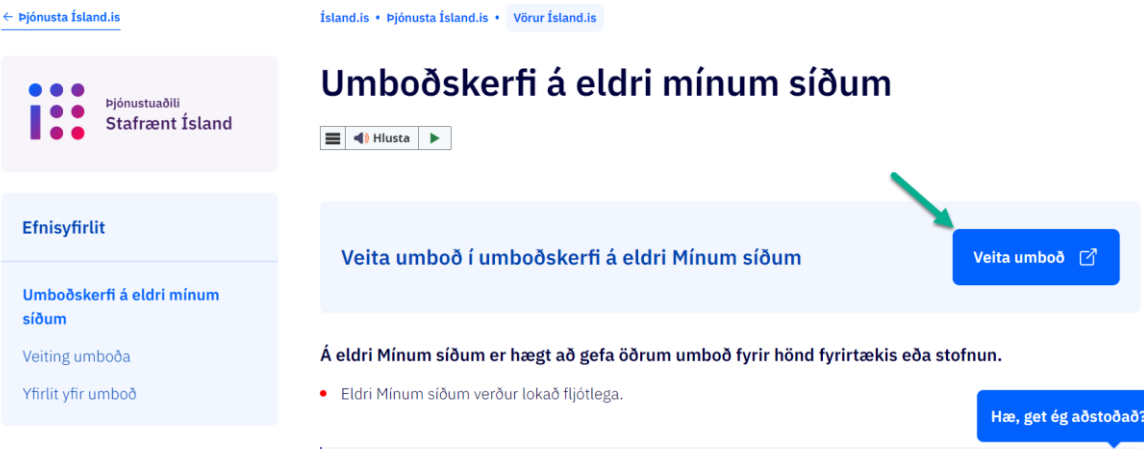 ← Þjónusta Ísland.is
Ísland.is • Þjónusta Ísland.is • Vörur Ísland.is
Þjónustuaðili
Stafrænt Ísland
Efnisyfirlit
Umboðskerfi á eldri mínum
síðum
Veiting umboða
Yfirlit yfir umboð
Umboðskerfi á eldri mínum síðum
Hlusta
Veita umboð í umboðskerfi á eldri Mínum síðum
Veita umboð
Á eldri Mínum síðum er hægt að gefa öðrum umboð fyrir hönd fyrirtækis eða stofnun.
• Eldri Mínum síðum verður lokað fljótlega.
Hæ, get ég aðstoðað?